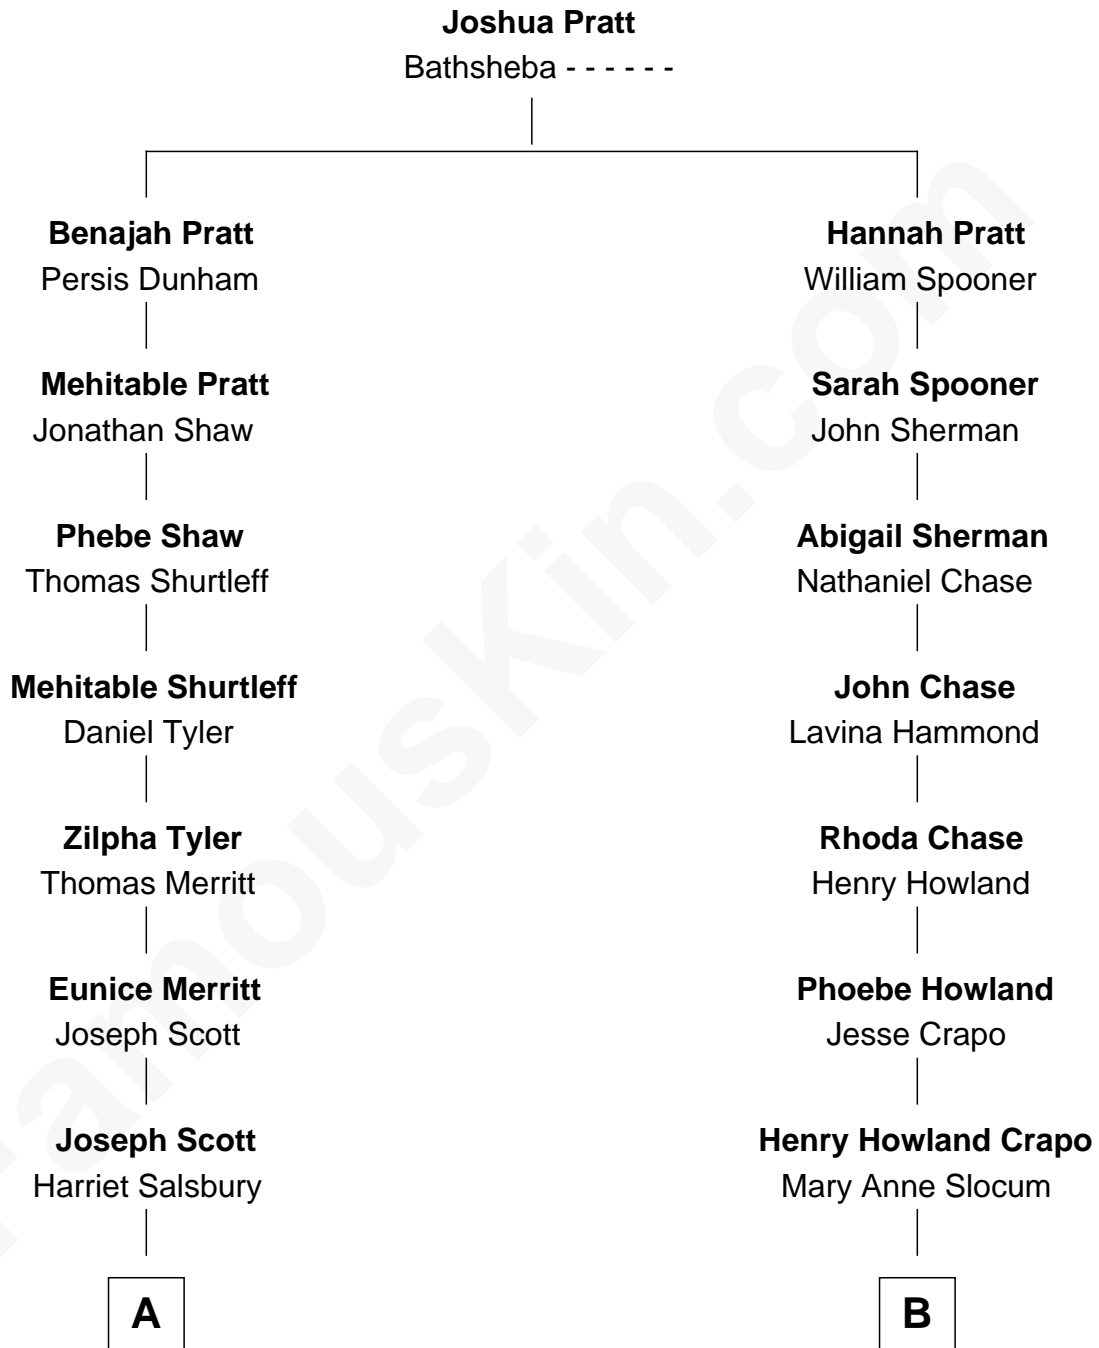 Joshua Pratt
Bathsheba - - - - - -
Benajah Pratt
Persis Dunham
Hannah Pratt
William Spooner
Mehitable Pratt
Jonathan Shaw
Sarah Spooner
John Sherman
Phebe Shaw
Thomas Shurtleff
Abigail Sherman
Nathaniel Chase
Mehitable Shurtleff
Daniel Tyler
John Chase
Lavina Hammond
Zilpha Tyler
Thomas Merritt
Rhoda Chase
Henry Howland
Eunice Merritt
Joseph Scott
Phoebe Howland
Jesse Crapo
Joseph Scott
Harriet Salsbury
Henry Howland Crapo
Mary Anne Slocum
A
B
FamousKin.com